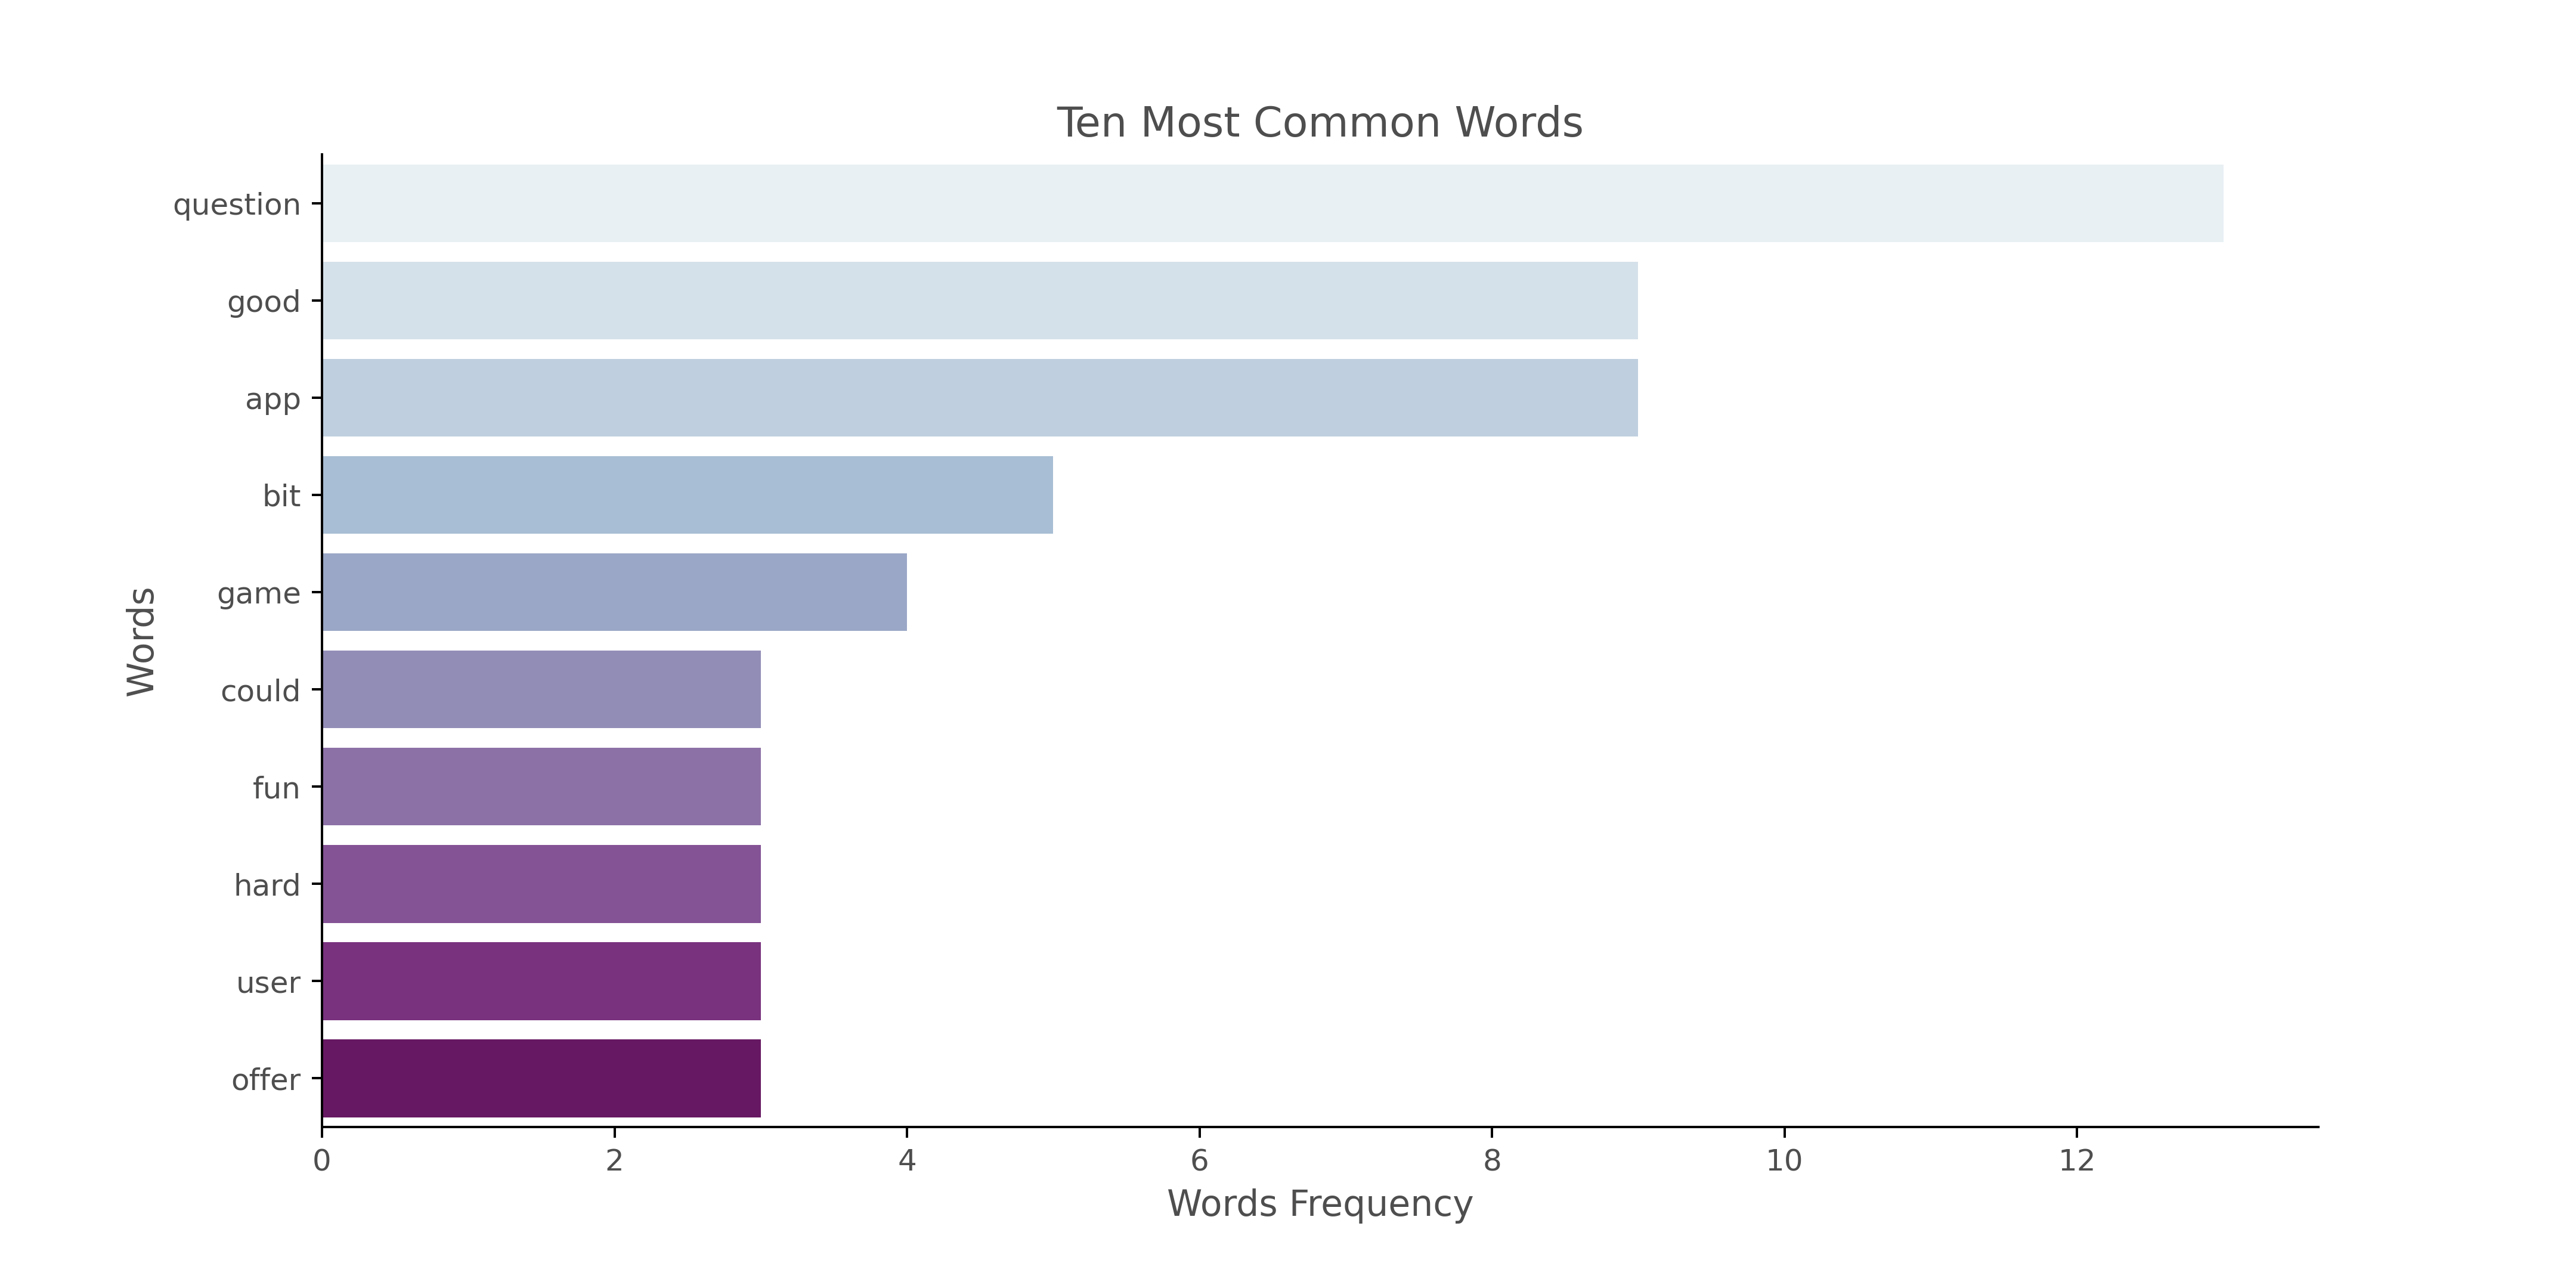 Ten Most Common Words
question
good
app
bit
game
could
fun
hard
user
offer
Words
0 2 4 6 8 10 12
Words Frequency